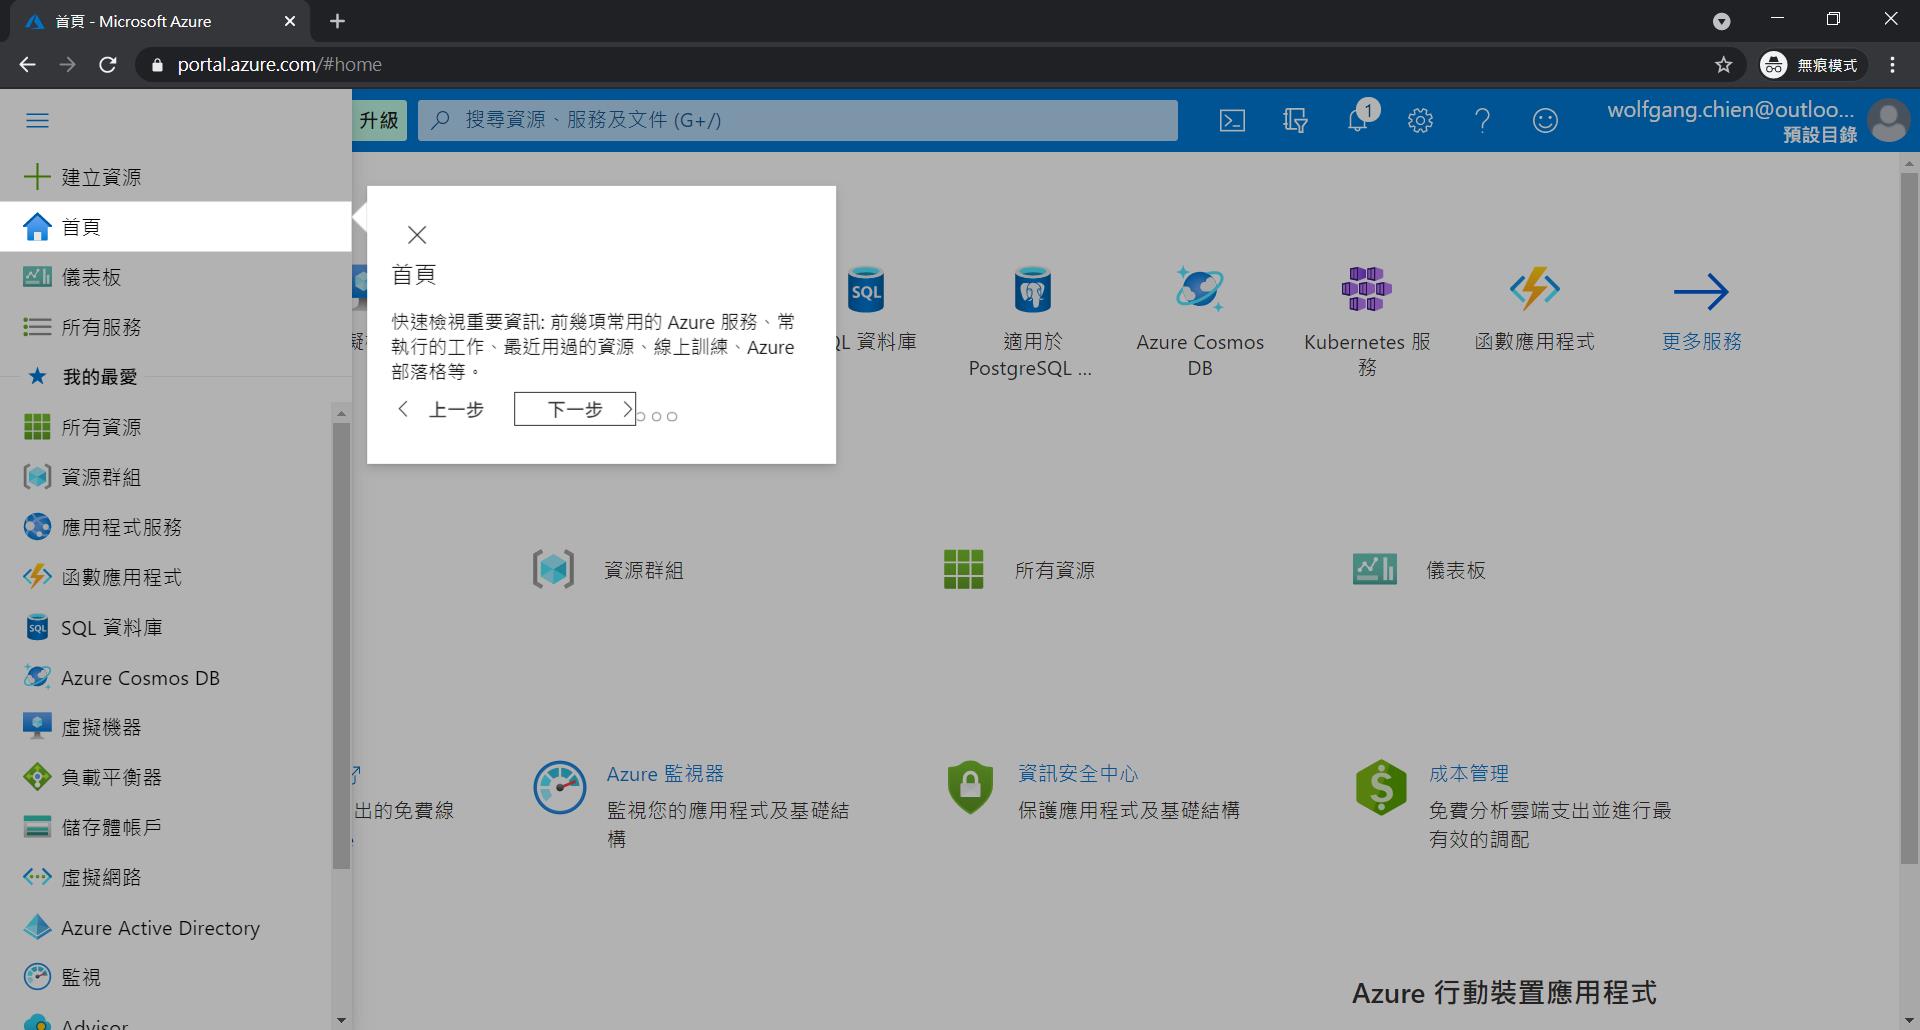 首頁 - Microsoft Azure
portal.azure.com/#home
無痕模式
升級
搜尋資源、服務及文件 (G+/)
1
wolfgang.chien@outloo...
預設目錄
建立資源
首頁
儀表板
所有服務
我的最愛
所有資源
資源群組
應用程式服務
函數應用程式
SQL 資料庫
Azure Cosmos DB
虛擬機器
負載平衡器
儲存體帳戶
虛擬網路
Azure Active Directory
監視
Advisor
首頁
快速檢視重要資訊: 前幾項常用的 Azure 服務、常
執行的工作、最近用過的資源、線上訓練、Azure
部落格等。
上一步
下一步
SQL
QL 資料庫
適用於
PostgreSQL ...
Azure Cosmos
DB
Kubernetes 服
務
函數應用程式
更多服務
資源群組
所有資源
儀表板
出的免費線
Azure 監視器
監視您的應用程式及基礎結
構
資訊安全中心
保護應用程式及基礎結構
成本管理
免費分析雲端支出並進行最
有效的調配
Azure 行動裝置應用程式